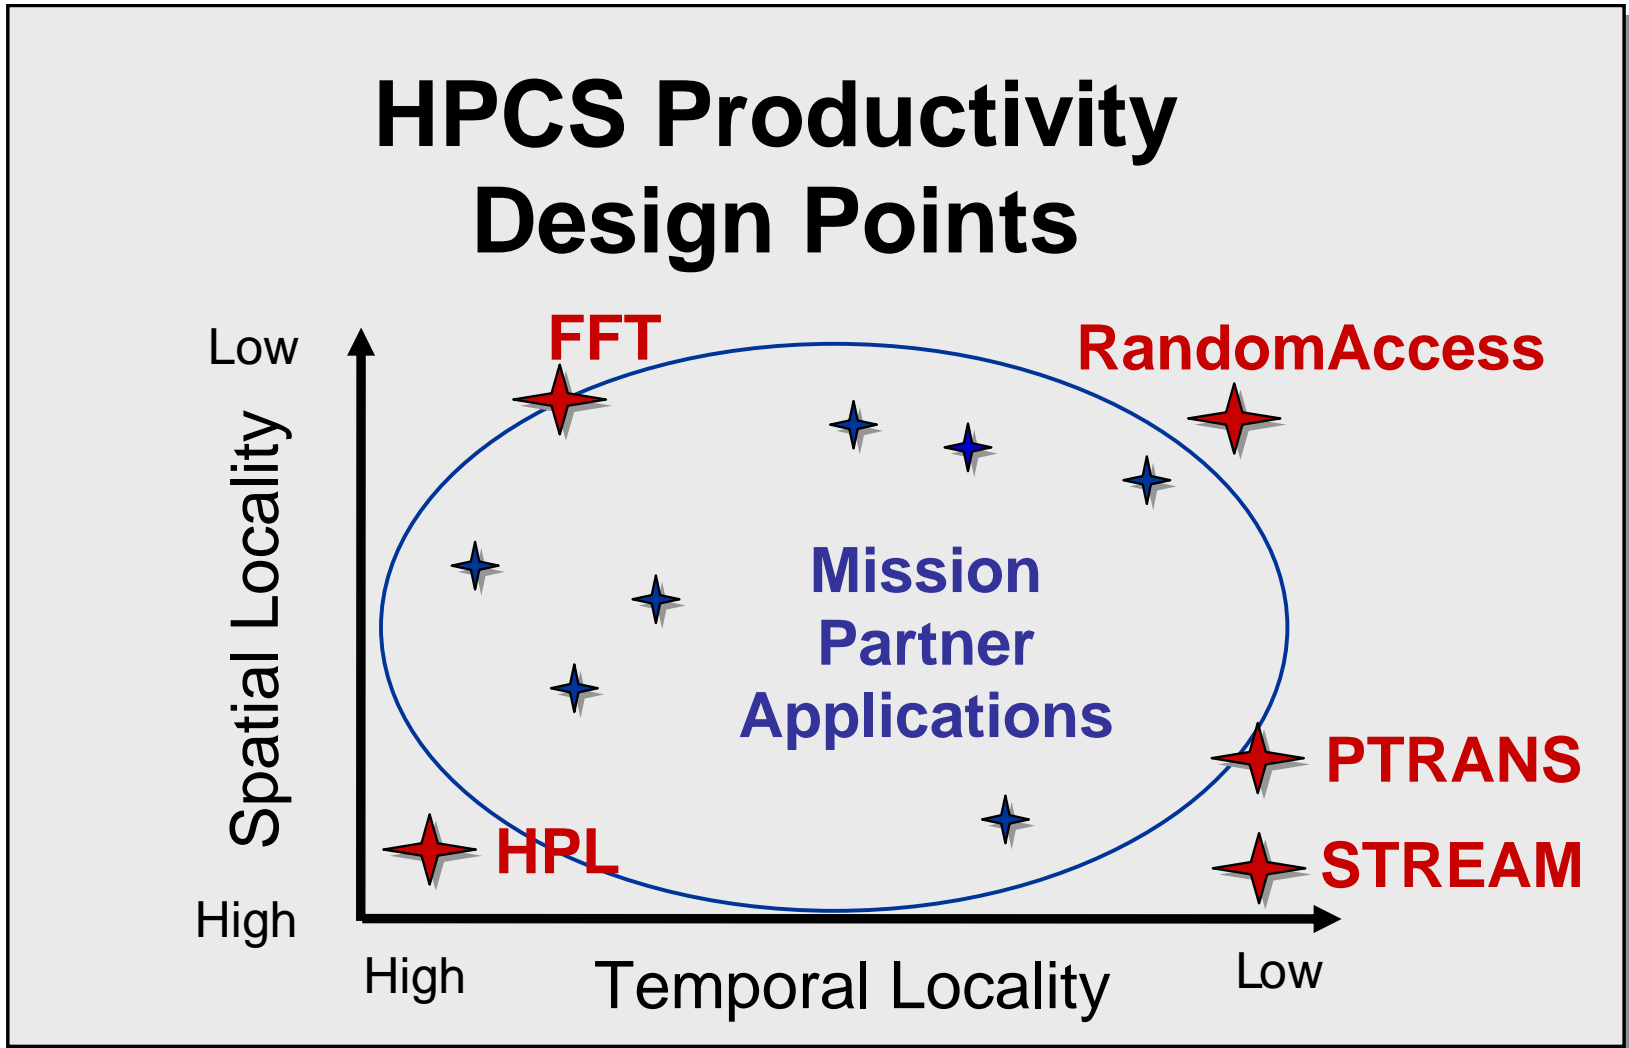 HPCS Productivity
Design Points
Low
FFT
RandomAccess
Spatial Locality
Mission
Partner
Applications
PTRANS
HPL
STREAM
High
High
Temporal Locality
Low